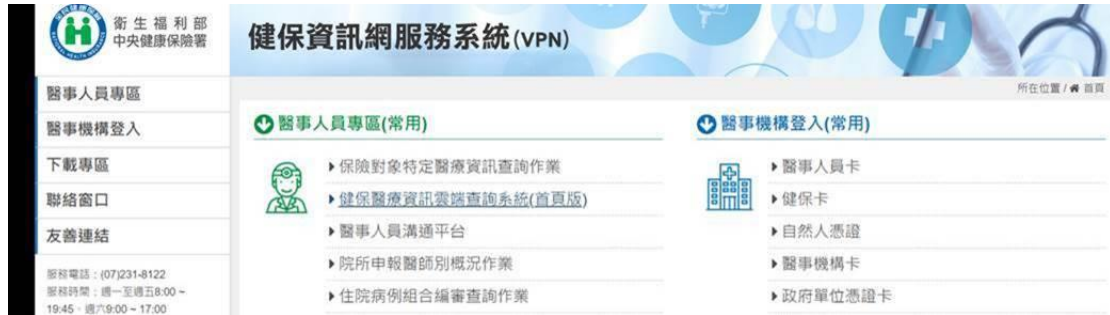 衛生福利部
中央健康保險署
健保資訊網服務系統(VPN)
所在位置 / 首頁
醫事人員專區
醫事機構登入
下載專區
聯絡窗口
友善連結
服務電話：(07)231-8122
服務時間：週一至週五8:00 ~
19:45，週六9:00 ~ 17:00
醫事人員專區(常用)
保險對象特定醫療資訊查詢作業
健保醫療資訊雲端查詢系統(首頁版)
醫事人員溝通平台
院所申報醫師別概況作業
住院病例組合編審查詢作業
醫事機構登入(常用)
醫事人員卡
健保卡
自然人憑證
醫事機構卡
政府單位憑證卡